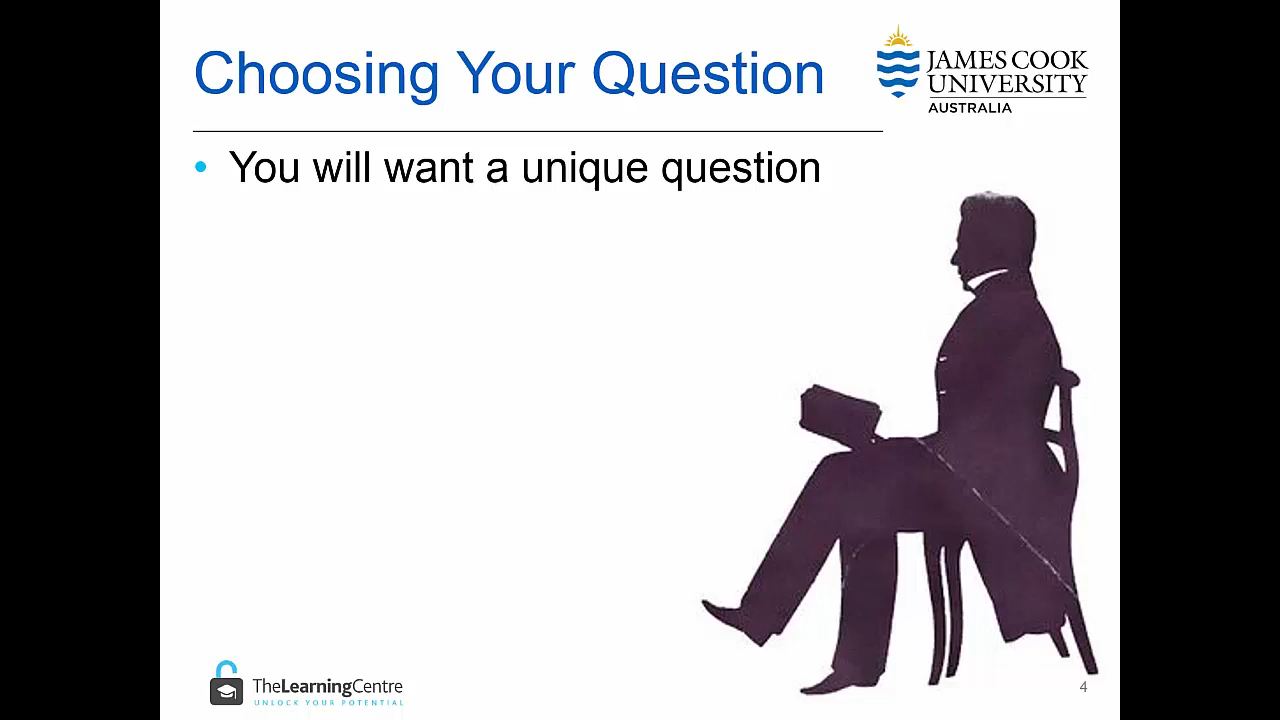 Choosing Your Question
JAMES COOK
UNIVERSITY
AUSTRALIA
• You will want a unique question
TheLearningCentre
UNLOCK YOUR POTENTIAL
4